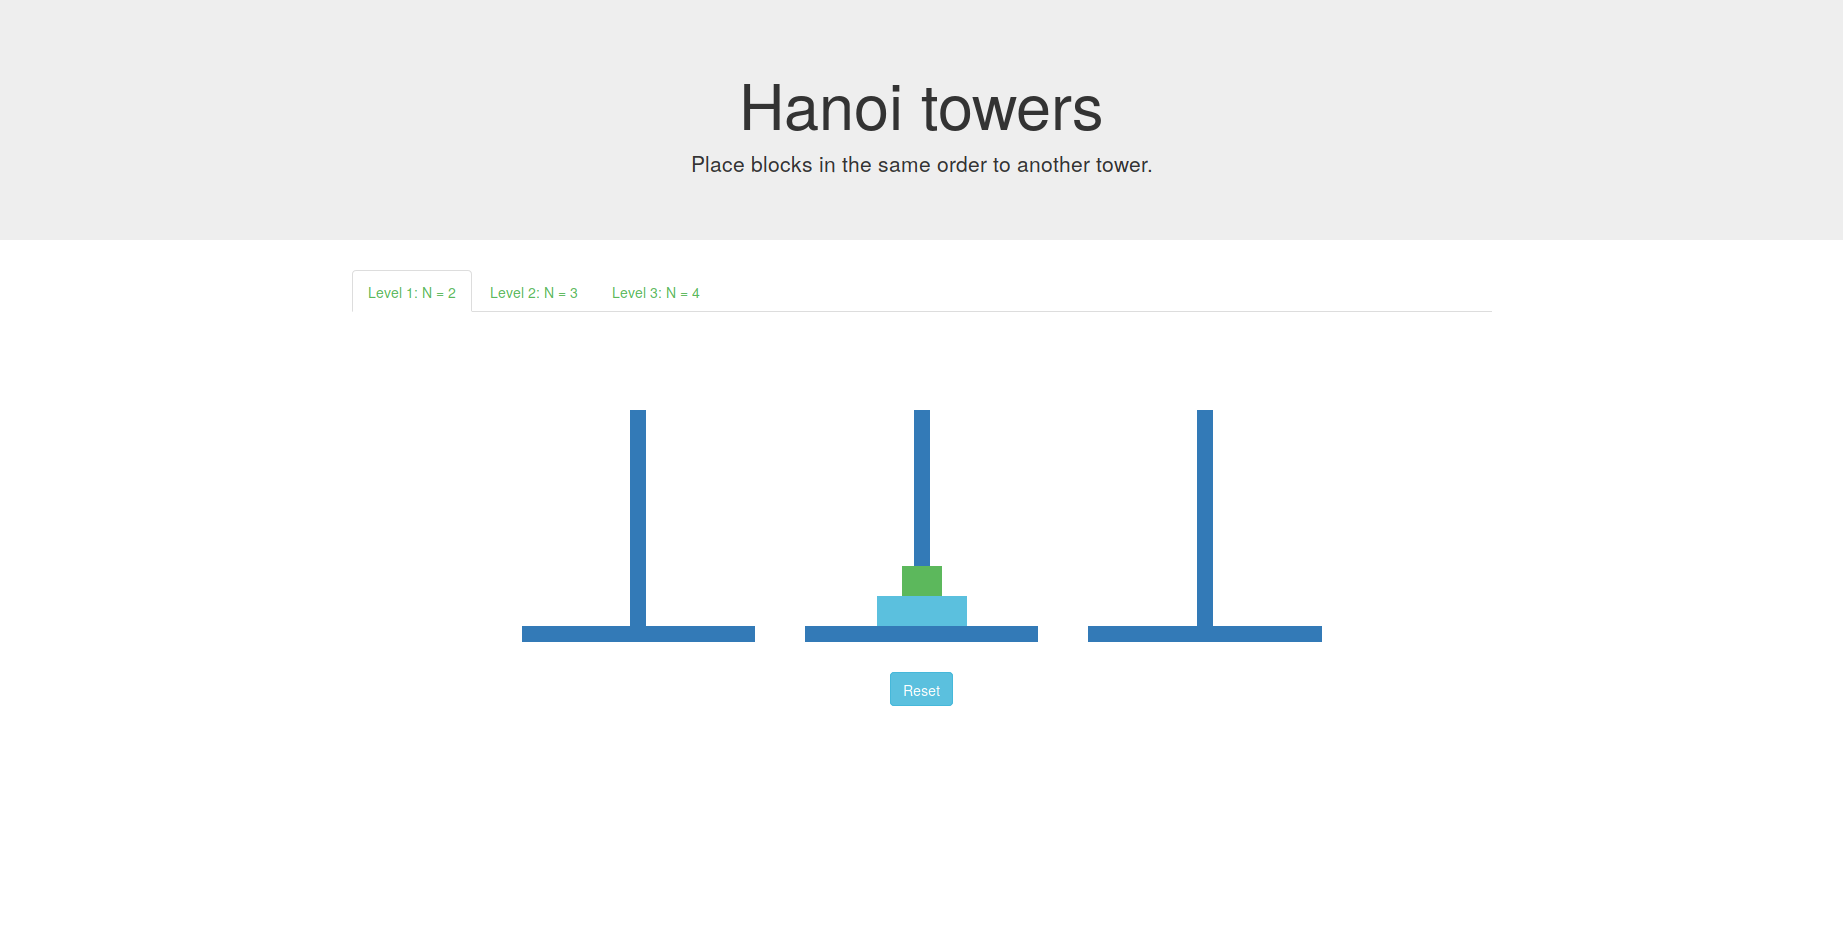 Hanoi towers
Place blocks in the same order to another tower.
Level 1: N = 2 Level 2: N = 3 Level 3: N = 4
Reset